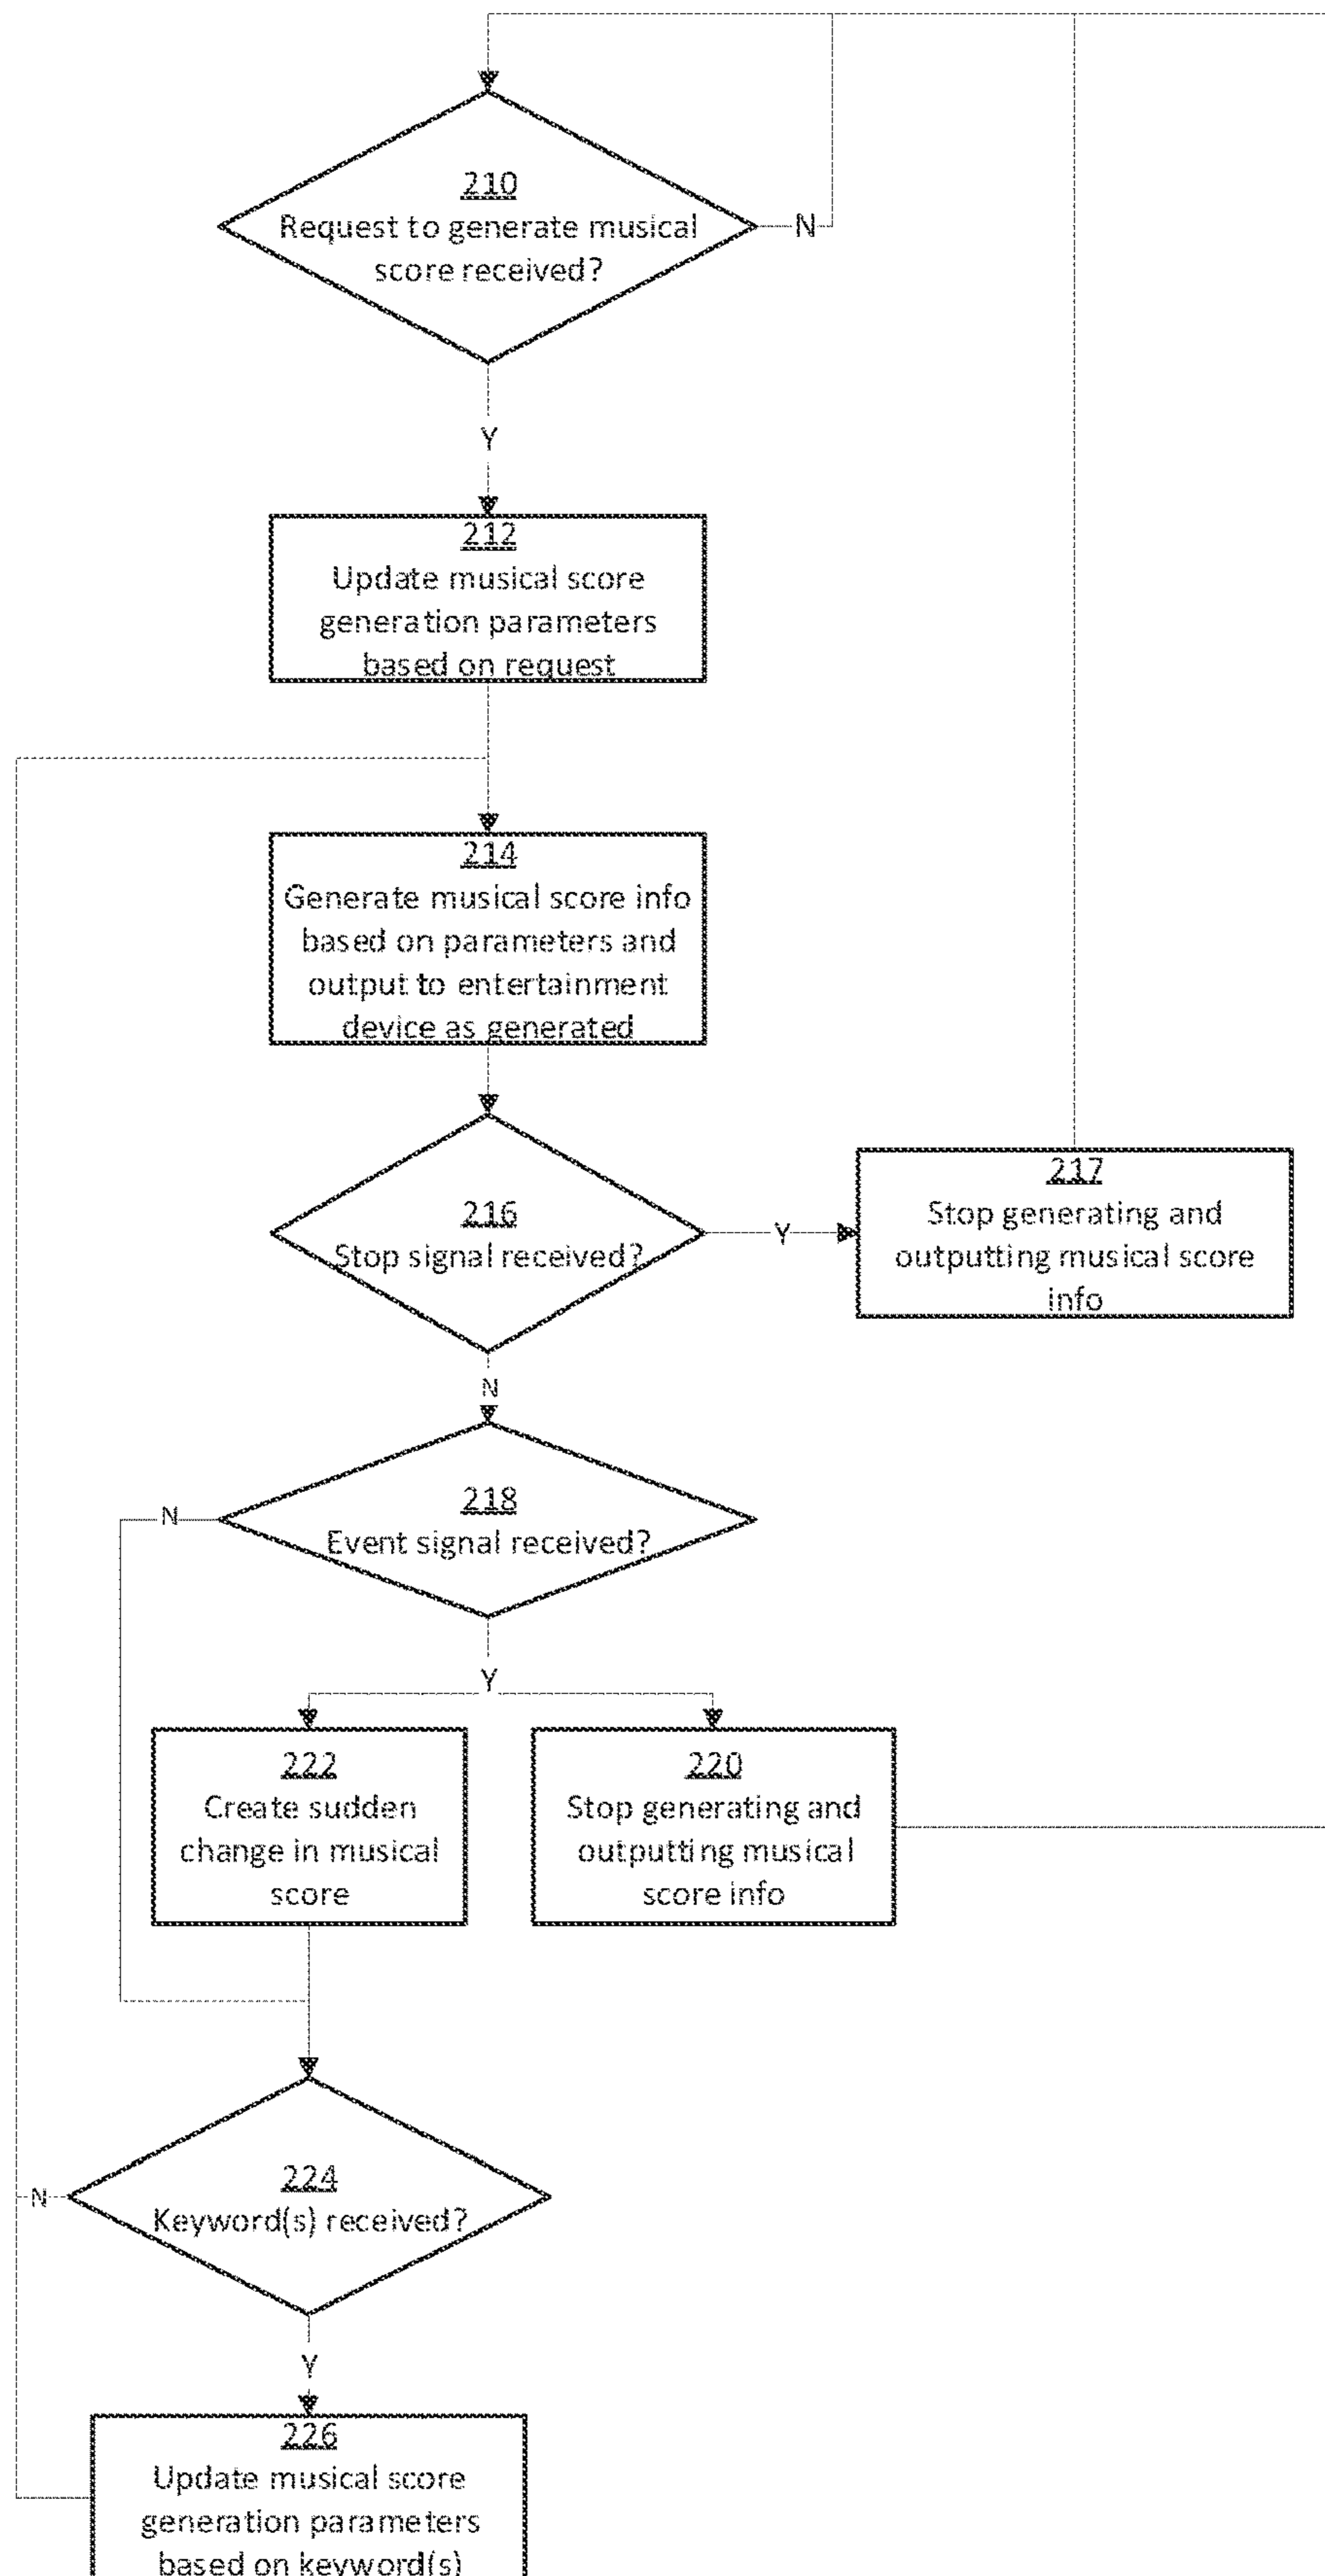 210
Request to generate musical
score received?
N
Y
212
Update musical score
generation parameters
based on request
214
Generate musical score info
based on parameters and
output to entertainment
device as generated
216
Stop signal received?
Y
217
Stop generating and
outputting musical score
info
N
218
Event signal received?
N
Y
222
Create sudden
change in musical
score
220
Stop generating and
outputting musical
score info
224
Keyword(s) received?
N
Y
226
Update musical score
generation parameters
based on keyword(s)